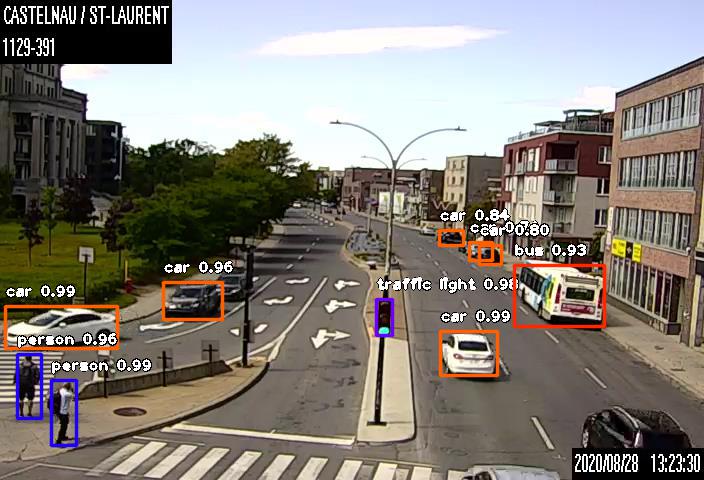 CASTELNAU / ST-LAURENT
1129-391
car 0.84
car 0.80
bus 0.93
car 0.96
traffic light 0.98
car 0.99
car 0.99
person 0.96
person 0.99
2020/08/28 13:23:30